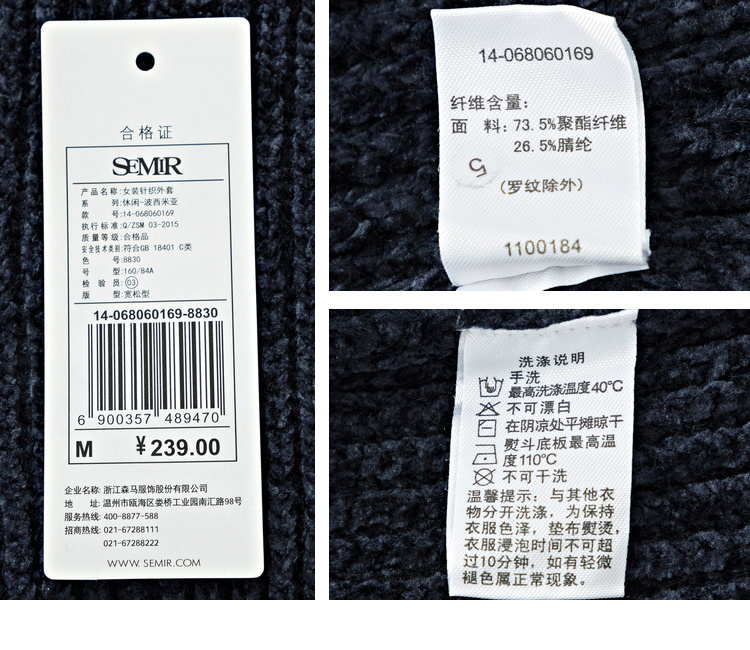 合格证
SEMIR
产品名称:女装针织外套
系 列:休闲-波西米亚
款 号:14-068060169
执行标准:Q/ZSM 03-2015
质量等级:合格品
安全技术类别:符合GB 18401 C类
色 号:8830
号 型:160/84A
检 验 员:03
版 型:宽松型
14-068060169-8830
6 900357 489470
M ¥239.00
企业名称: 浙江森马服饰股份有限公司
地 址: 温州市瓯海区娄桥工业园南汇路98号
服务热线: 400-8877-588
招商热线: 021-67288111
021-67288222
WWW. SEMIR.COM
14-068060169
纤维含量:
面 料: 73.5%聚酯纤维
26.5%腈纶
5
(罗纹除外)
1100184
洗涤说明
手洗
最高洗涤温度40℃
不可漂白
在阴凉处平摊晾干
熨斗底板最高温
度110℃
不可干洗
温馨提示: 与其他衣
物分开洗涤, 为保持
衣服色泽, 垫布熨烫,
衣服浸泡时间不可超
过10分钟, 如有轻微
褪色属正常现象。